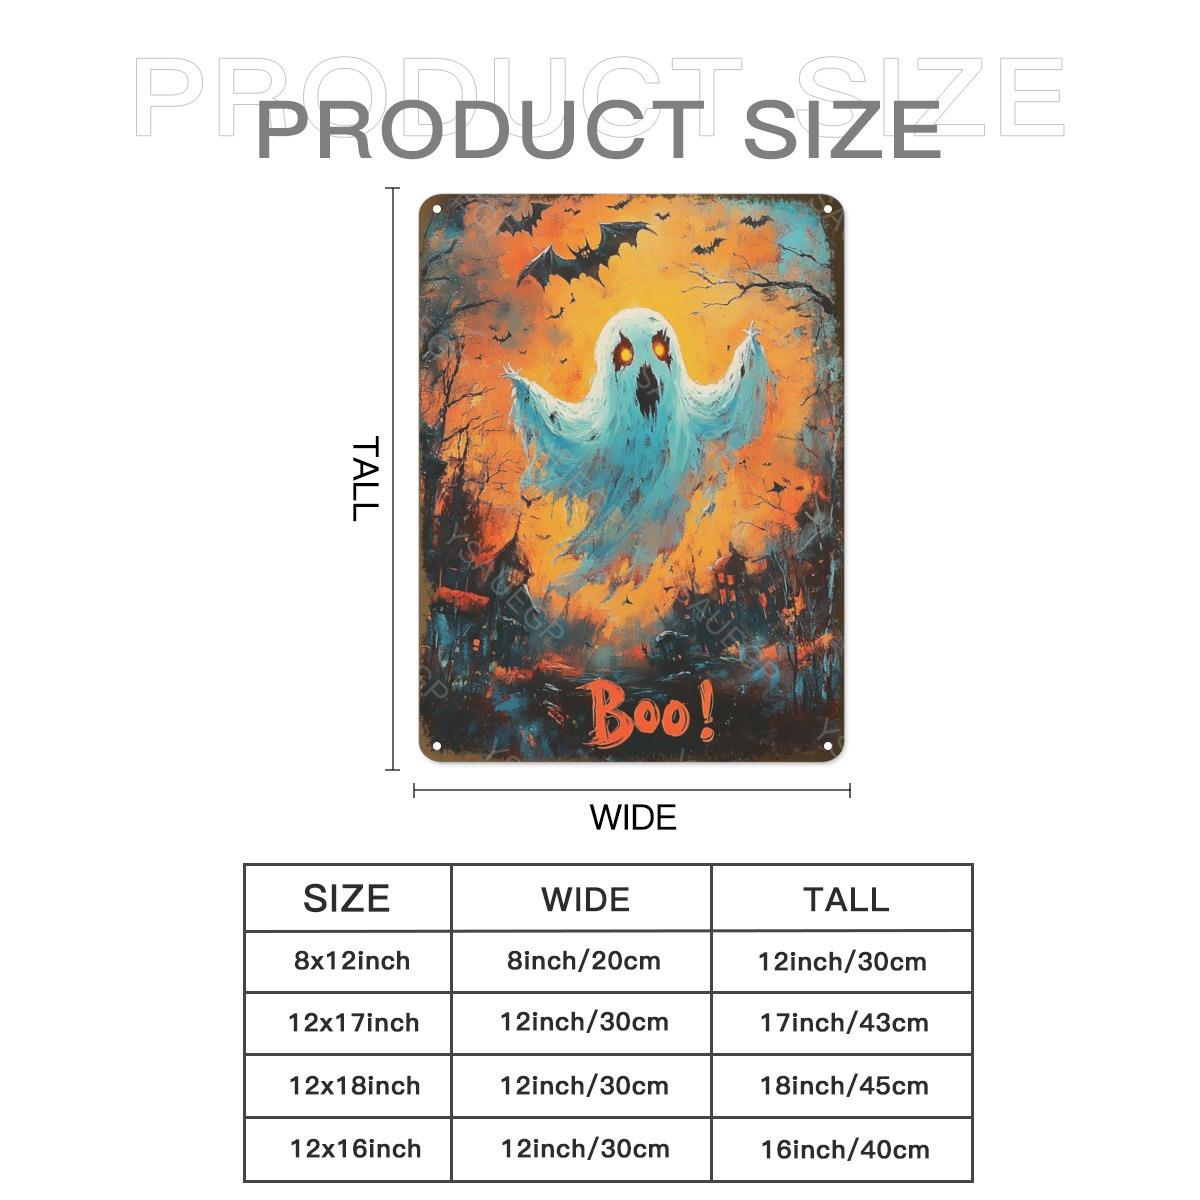 PRODUCT SIZE
PRODUCT SIZE
TALL
Boo!
WIDE
SIZE WIDE TALL
8x12inch 8inch/20cm 12inch/30cm
12x17inch 12inch/30cm 17inch/43cm
12x18inch 12inch/30cm 18inch/45cm
12x16inch 12inch/30cm 16inch/40cm